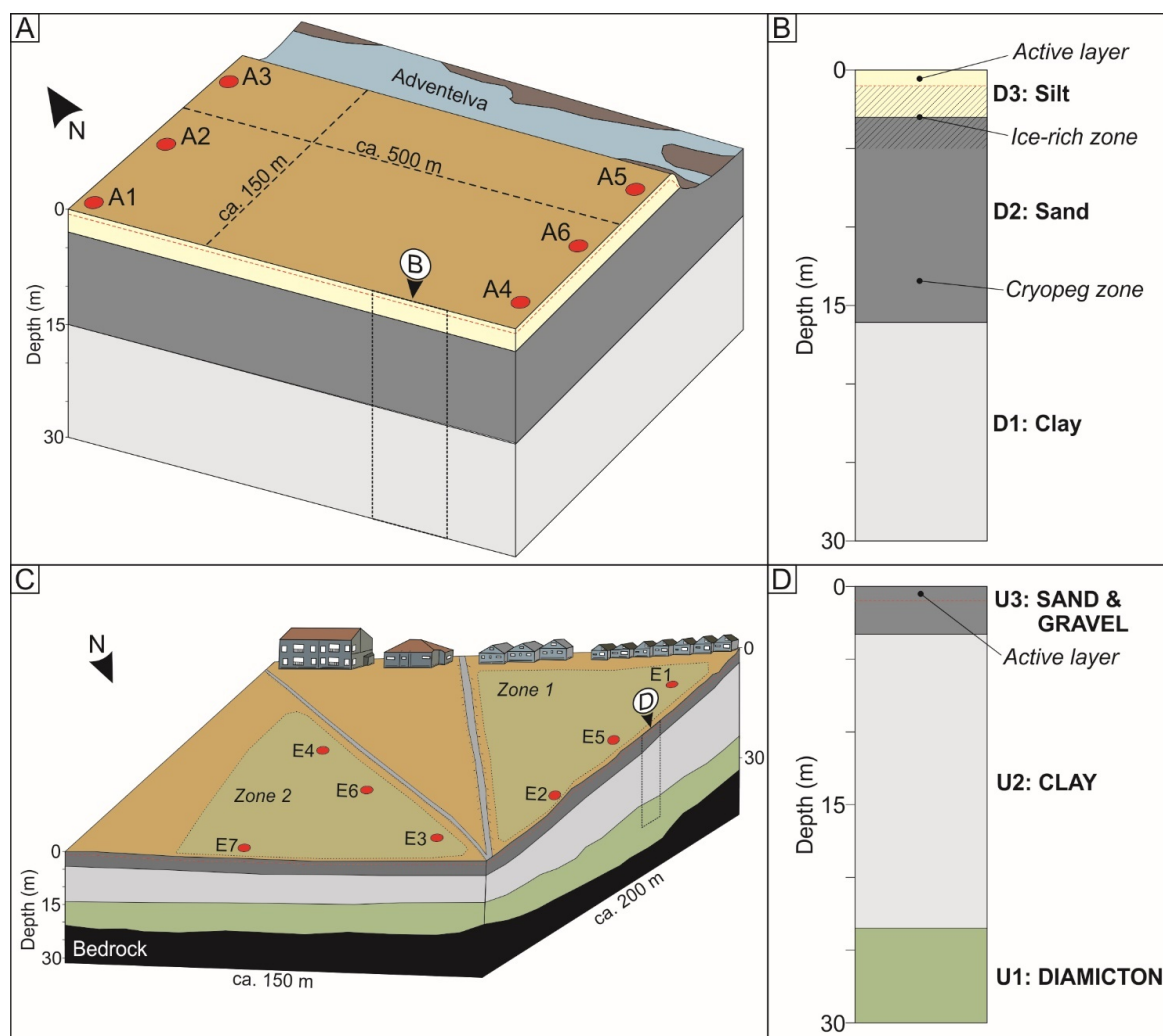 A
Adventelva
A3
N
A2
ca. 500 m
ca. 150 m
A5
A1
A6
B
A4
0
15
30
Depth (m)
B
0
Active layer
D3: Silt
Ice-rich zone
D2: Sand
Cryopeg zone
15
Depth (m)
D1: Clay
30
C
N
0
Zone 1
E1
D
E5
E4
30
E6
E2
Zone 2
E3
E7
0
15
30
Depth (m)
Bedrock
ca. 150 m
ca. 200 m
D
0
U3: SAND &
GRAVEL
Active layer
15
Depth (m)
U2: CLAY
U1: DIAMICTON
30